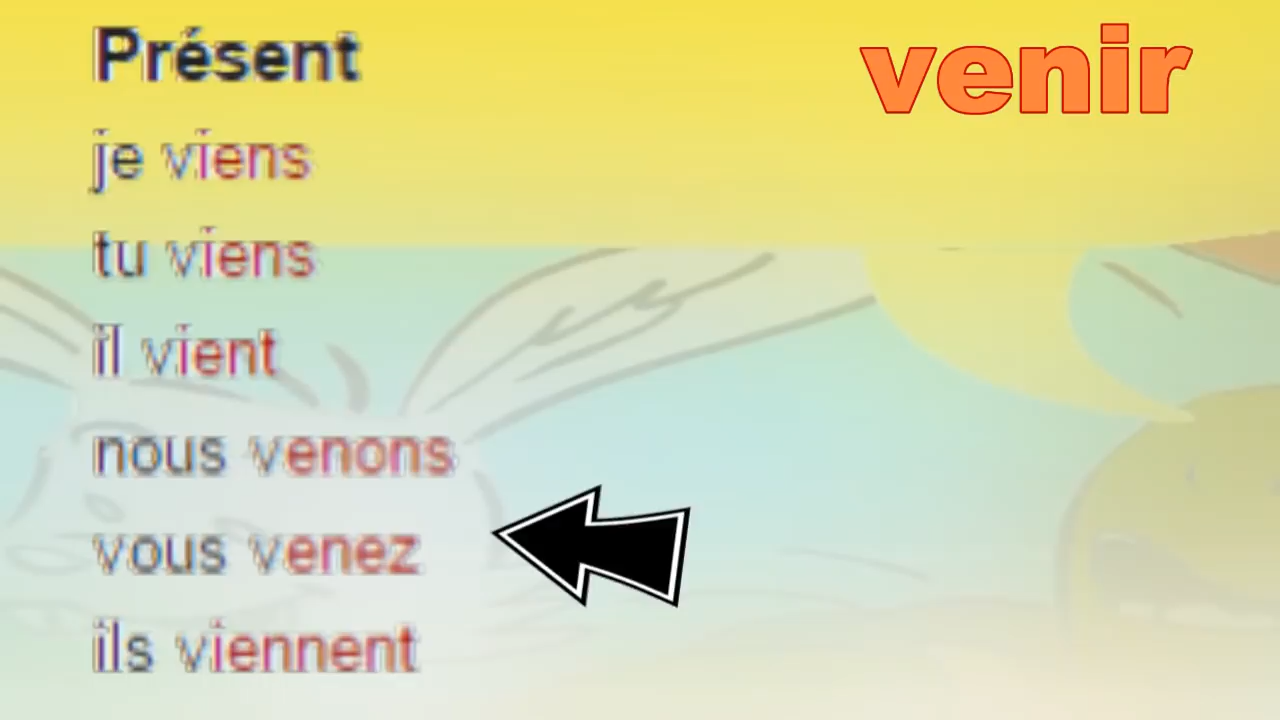 Présent
venir
je viens
tu viens
il vient
nous venons
vous venez
ils viennent